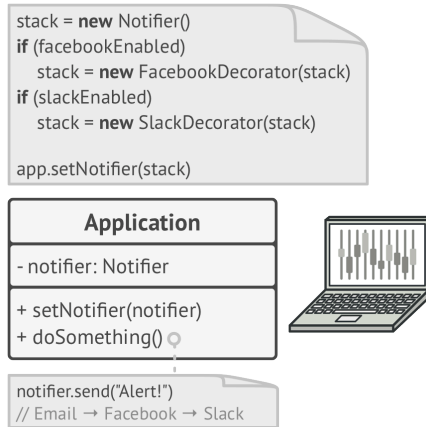 stack = new Notifier()
if (facebookEnabled)
stack = new FacebookDecorator(stack)
if (slackEnabled)
stack = new SlackDecorator(stack)
app.setNotifier(stack)
Application
- notifier: Notifier
+ setNotifier(notifier)
+ doSomething()
notifier.send("Alert!")
// Email → Facebook → Slack